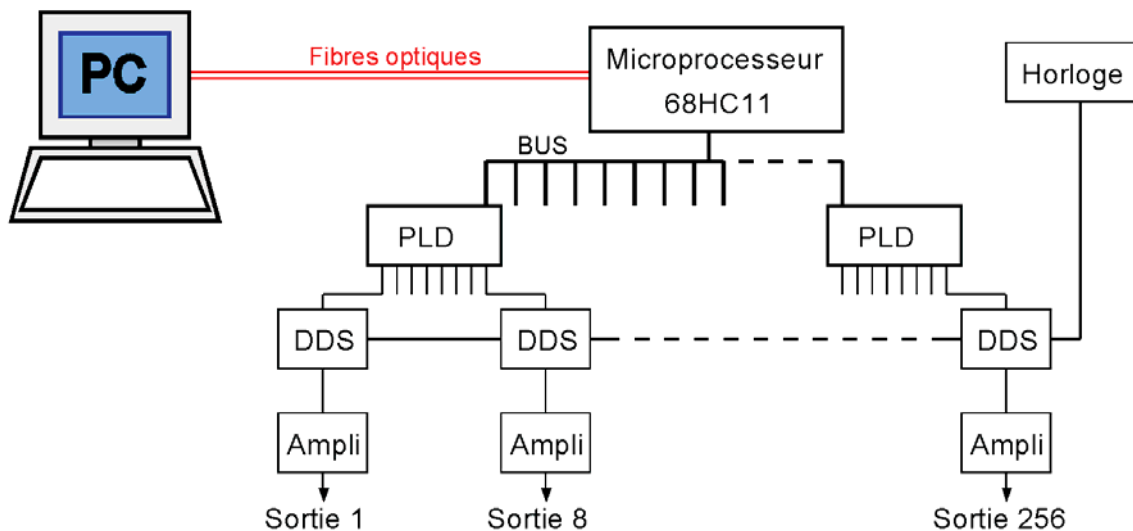 PC
Fibres optiques
Microprocesseur
68HC11
Horloge
BUS
PLD
PLD
DDS
DDS
DDS
Ampli
Ampli
Ampli
Sortie 1
Sortie 8
Sortie 256